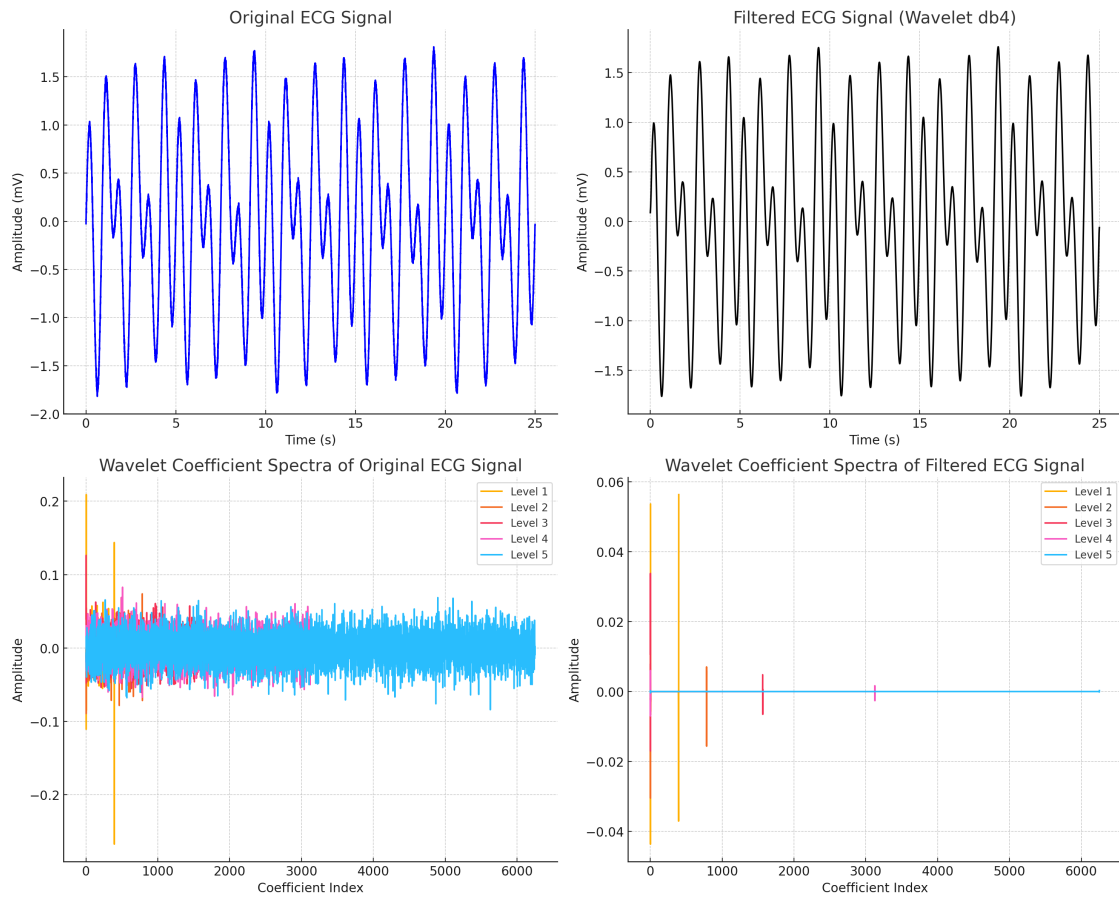 Original ECG Signal
Amplitude (mV)
1.5
1.0
0.5
0.0
−0.5
−1.0
−1.5
−2.0
0 5 10 15 20 25
Time (s)
Filtered ECG Signal (Wavelet db4)
Amplitude (mV)
1.5
1.0
0.5
0.0
−0.5
−1.0
−1.5
0 5 10 15 20 25
Time (s)
Wavelet Coefficient Spectra of Original ECG Signal
Amplitude
0.2
0.1
0.0
−0.1
−0.2
Level 1
Level 2
Level 3
Level 4
Level 5
0 1000 2000 3000 4000 5000 6000
Coefficient Index
Wavelet Coefficient Spectra of Filtered ECG Signal
Amplitude
0.06
0.04
0.02
0.00
−0.02
−0.04
Level 1
Level 2
Level 3
Level 4
Level 5
0 1000 2000 3000 4000 5000 6000
Coefficient Index